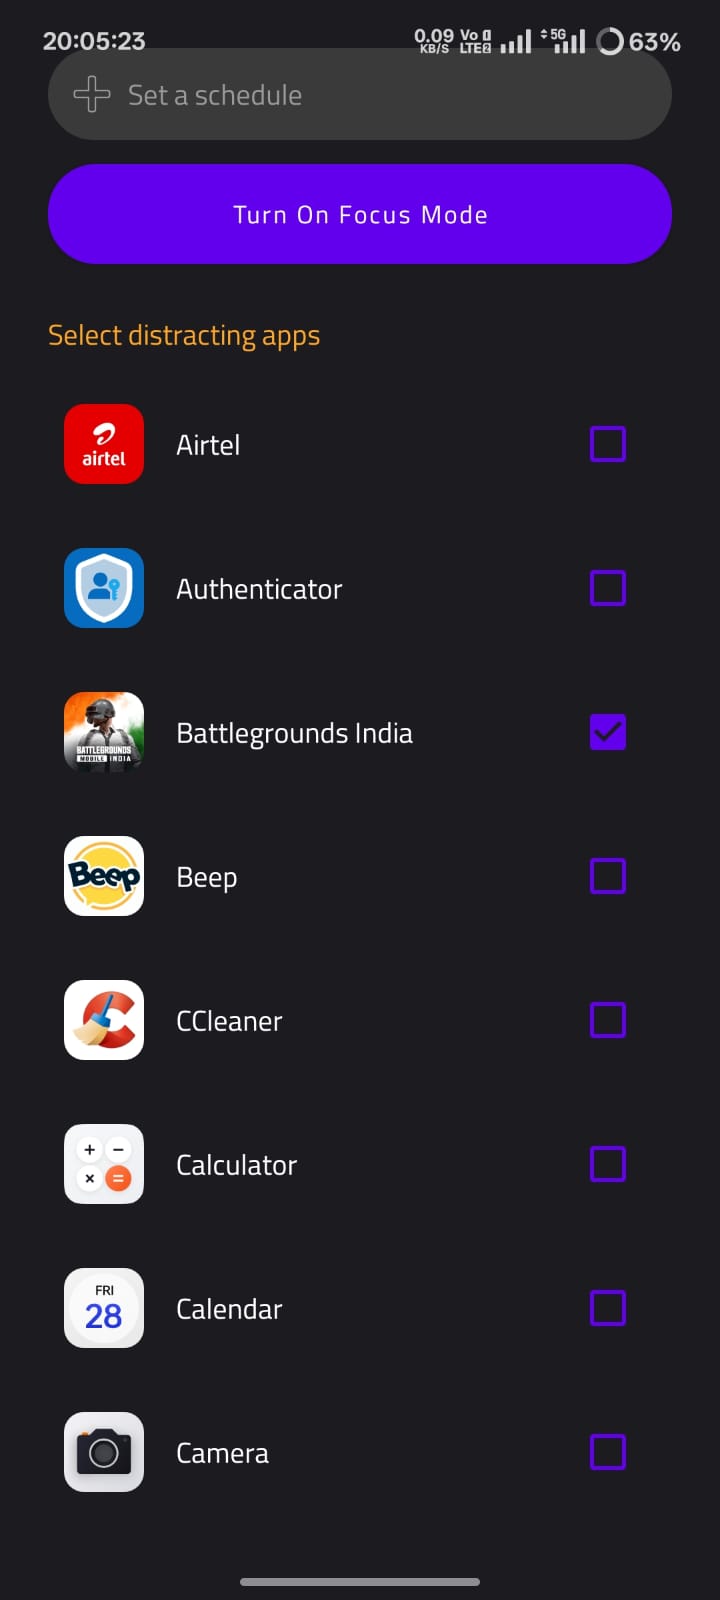 20:05:23
0.09 KB/S Vo LTE 2 5G 63%
Set a schedule
Turn On Focus Mode
Select distracting apps
airtel
Airtel
Authenticator
BATTLEGROUNDS
MOBILE INDIA
Battlegrounds India
Beep
Beep
CCleaner
+ −
× =
Calculator
FRI
28
Calendar
Camera